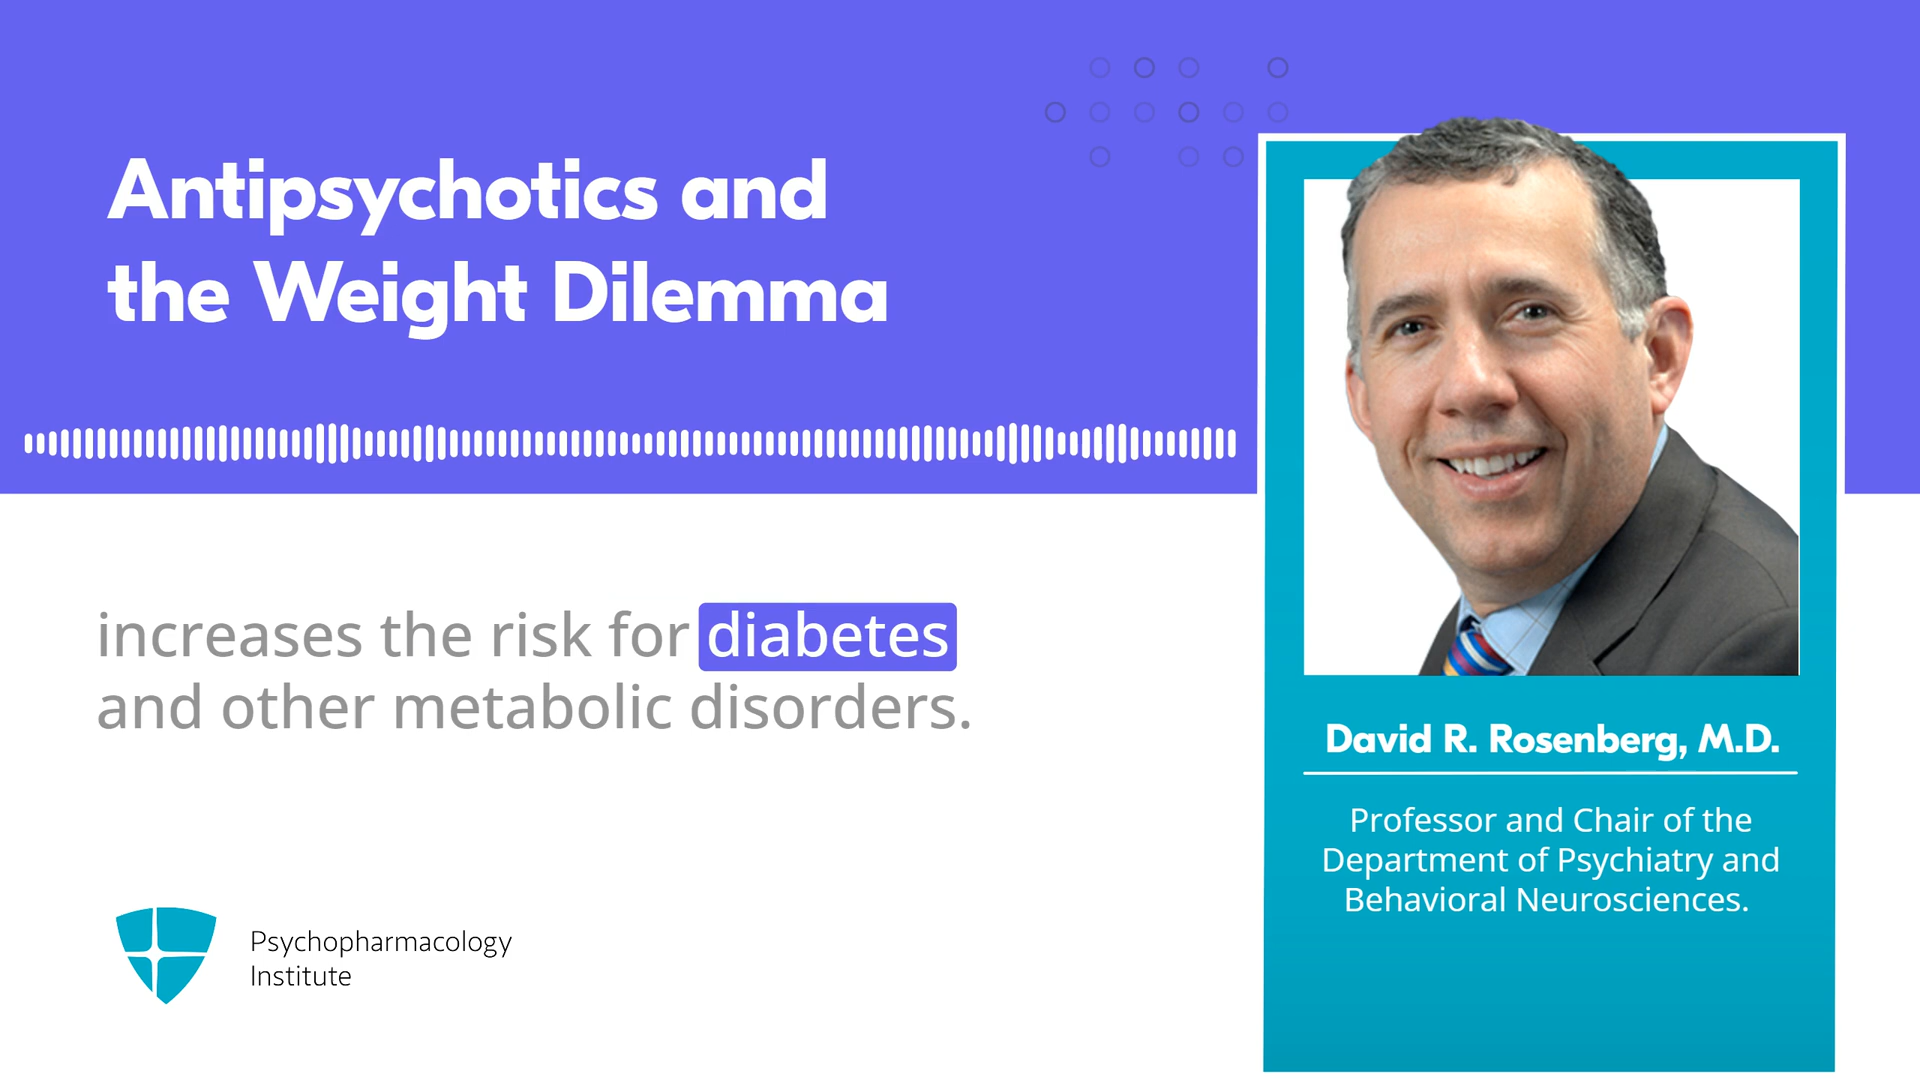 Antipsychotics and
the Weight Dilemma
increases the risk for diabetes
and other metabolic disorders.
Psychopharmacology
Institute
David R. Rosenberg, M.D.
Professor and Chair of the
Department of Psychiatry and
Behavioral Neurosciences.